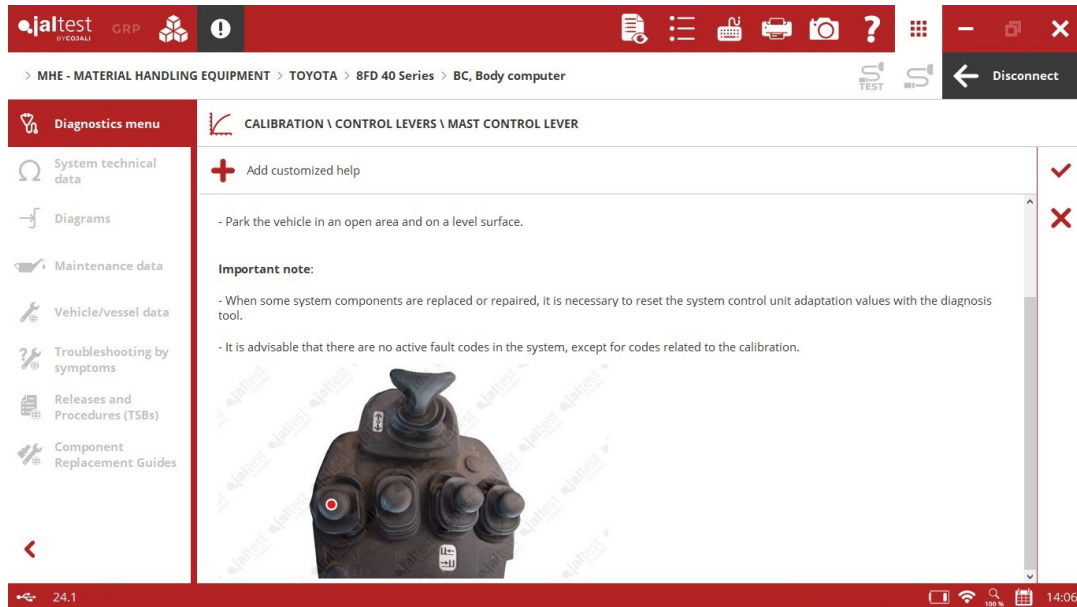 jaltest GRP
BY COJALI
> MHE - MATERIAL HANDLING EQUIPMENT > TOYOTA > 8FD 40 Series > BC, Body computer
TEST
Disconnect
Diagnostics menu
CALIBRATION \ CONTROL LEVERS \ MAST CONTROL LEVER
System technical
data
Add customized help
Diagrams
- Park the vehicle in an open area and on a level surface.
Maintenance data
Important note:
Vehicle/vessel data
- When some system components are replaced or repaired, it is necessary to reset the system control unit adaptation values with the diagnosis
tool.
Troubleshooting by
symptoms
- It is advisable that there are no active fault codes in the system, except for codes related to the calibration.
Releases and
Procedures (TSBs)
Component
Replacement Guides
jaltest
jaltest
jaltest
jaltest
24.1
100 %
14:06